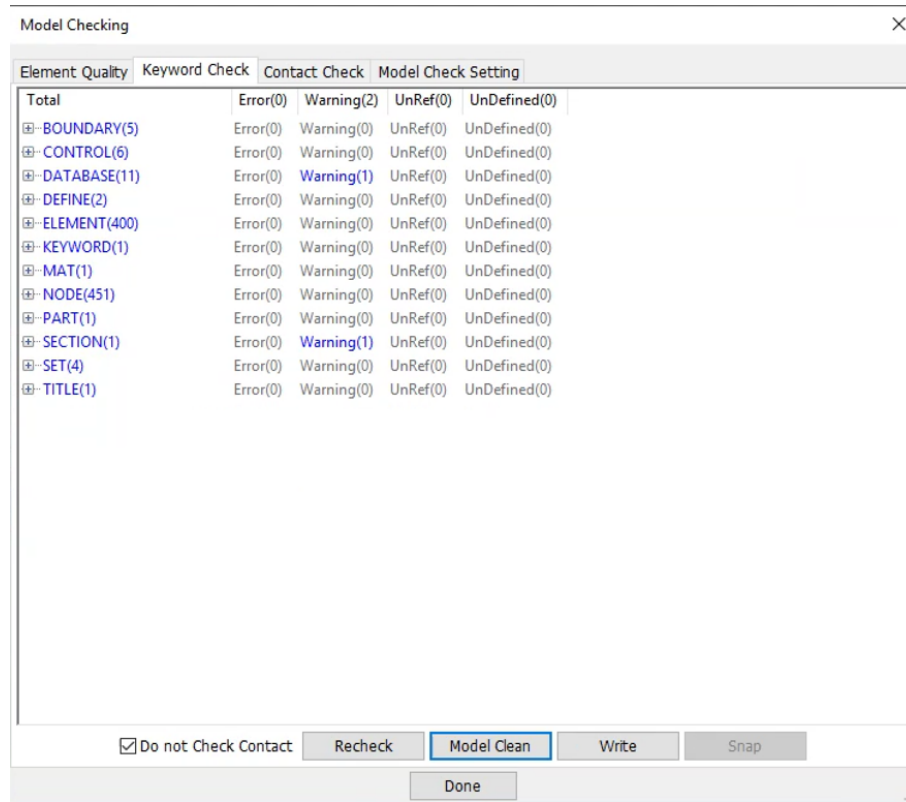 Model Checking
Element Quality Keyword Check Contact Check Model Check Setting
Total Error(0) Warning(2) UnRef(0) UnDefined(0)
BOUNDARY(5) Error(0) Warning(0) UnRef(0) UnDefined(0)
CONTROL(6) Error(0) Warning(0) UnRef(0) UnDefined(0)
DATABASE(11) Error(0) Warning(1) UnRef(0) UnDefined(0)
DEFINE(2) Error(0) Warning(0) UnRef(0) UnDefined(0)
ELEMENT(400) Error(0) Warning(0) UnRef(0) UnDefined(0)
KEYWORD(1) Error(0) Warning(0) UnRef(0) UnDefined(0)
MAT(1) Error(0) Warning(0) UnRef(0) UnDefined(0)
NODE(451) Error(0) Warning(0) UnRef(0) UnDefined(0)
PART(1) Error(0) Warning(0) UnRef(0) UnDefined(0)
SECTION(1) Error(0) Warning(1) UnRef(0) UnDefined(0)
SET(4) Error(0) Warning(0) UnRef(0) UnDefined(0)
TITLE(1) Error(0) Warning(0) UnRef(0) UnDefined(0)
Do not Check Contact Recheck Model Clean Write Snap
Done